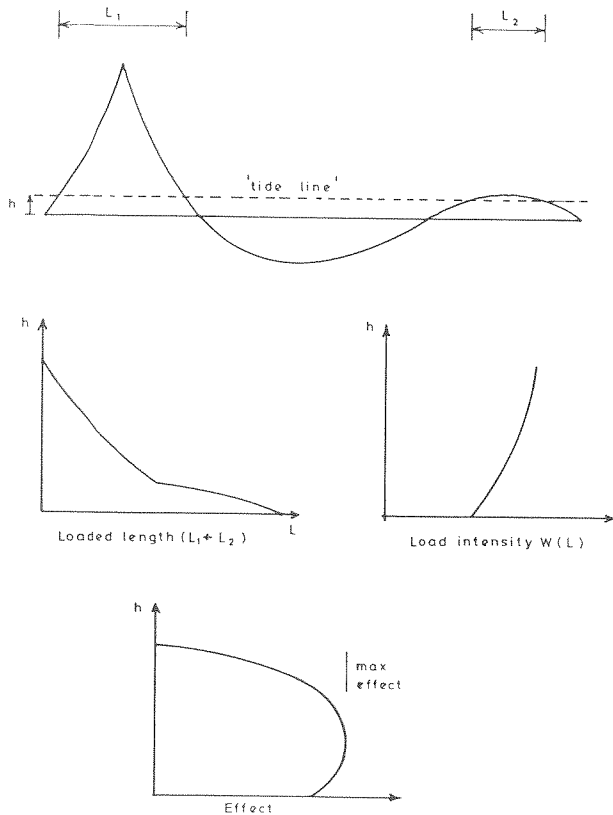 L₁
L₂
'tide line'
h
h
h
Loaded length (L₁+ L₂)
L
Load intensity W(L)
h
max
effect
Effect